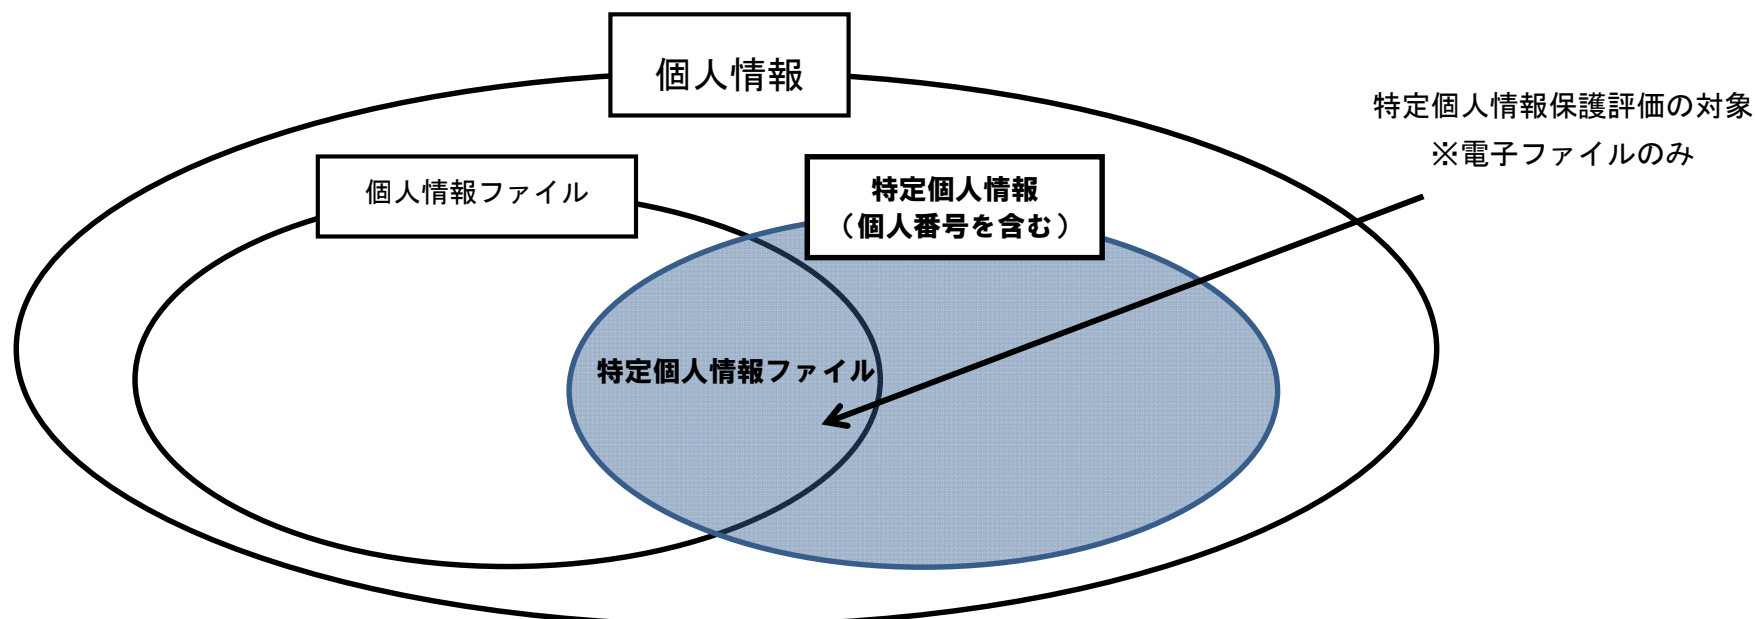 個人情報
特定個人情報保護評価の対象
※電子ファイルのみ
個人情報ファイル
特定個人情報
（個人番号を含む）
特定個人情報ファイル